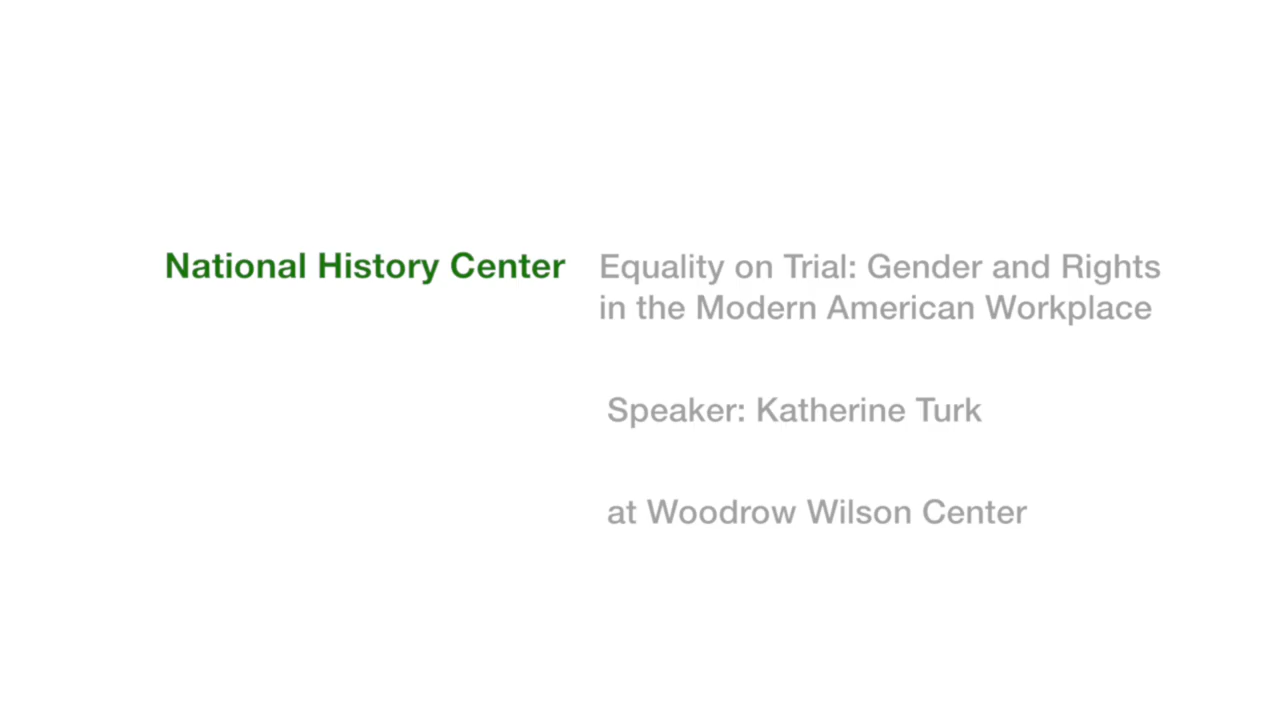 National History Center
Equality on Trial: Gender and Rights
in the Modern American Workplace
Speaker: Katherine Turk
at Woodrow Wilson Center